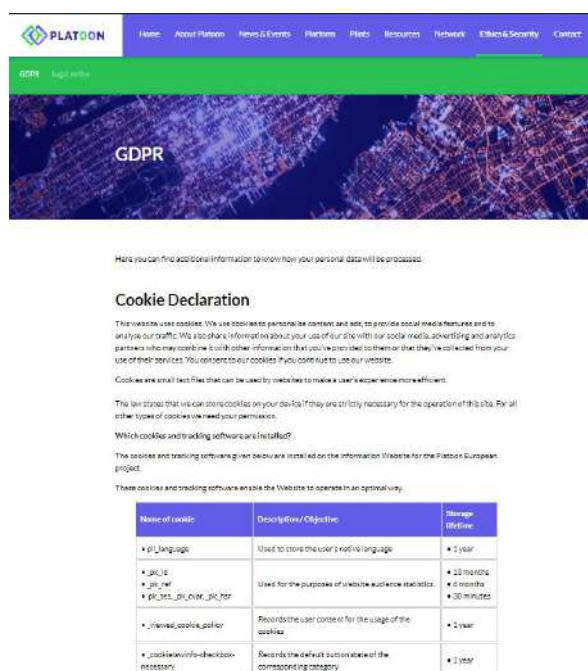 PLATOON
Home About Platoon News & Events Platform Pilots Resources Network Ethics & Security Contact
GDPR Legal notice
GDPR
Here you can find additional information to know how your personal data will be processed.
Cookie Declaration
This website uses cookies. We use cookies to personalise content and ads, to provide social media features and to
analyse our traffic. We also share information about your use of our site with our social media, advertising and analytics
partners who may combine it with other information that you've provided to them or that they've collected from your
use of their services. You consent to our cookies if you continue to use our website.
Cookies are small text files that can be used by websites to make a user's experience more efficient.
The law states that we can store cookies on your device if they are strictly necessary for the operation of this site. For all
other types of cookies we need your permission.
Which cookies and tracking software are installed?
The cookies and tracking software given below are installed on the Information Website for the Platoon European
project.
These cookies and tracking software enable the Website to operate in an optimal way.
Name of cookie Description / Objective Storage
lifetime
• pll_language Used to store the user's native language • 1 year
• _pk_id • 13 months
• _pk_ref Used for the purposes of website audience statistics. • 6 months
• pk_ses, _pk_cvar, _pk_hsr • 30 minutes
• _viewed_cookie_policy Records the user consent for the usage of the
cookies • 1 year
• _cookielawinfo-checkbox-
necessary Records the default button state of the
corresponding category • 1 year